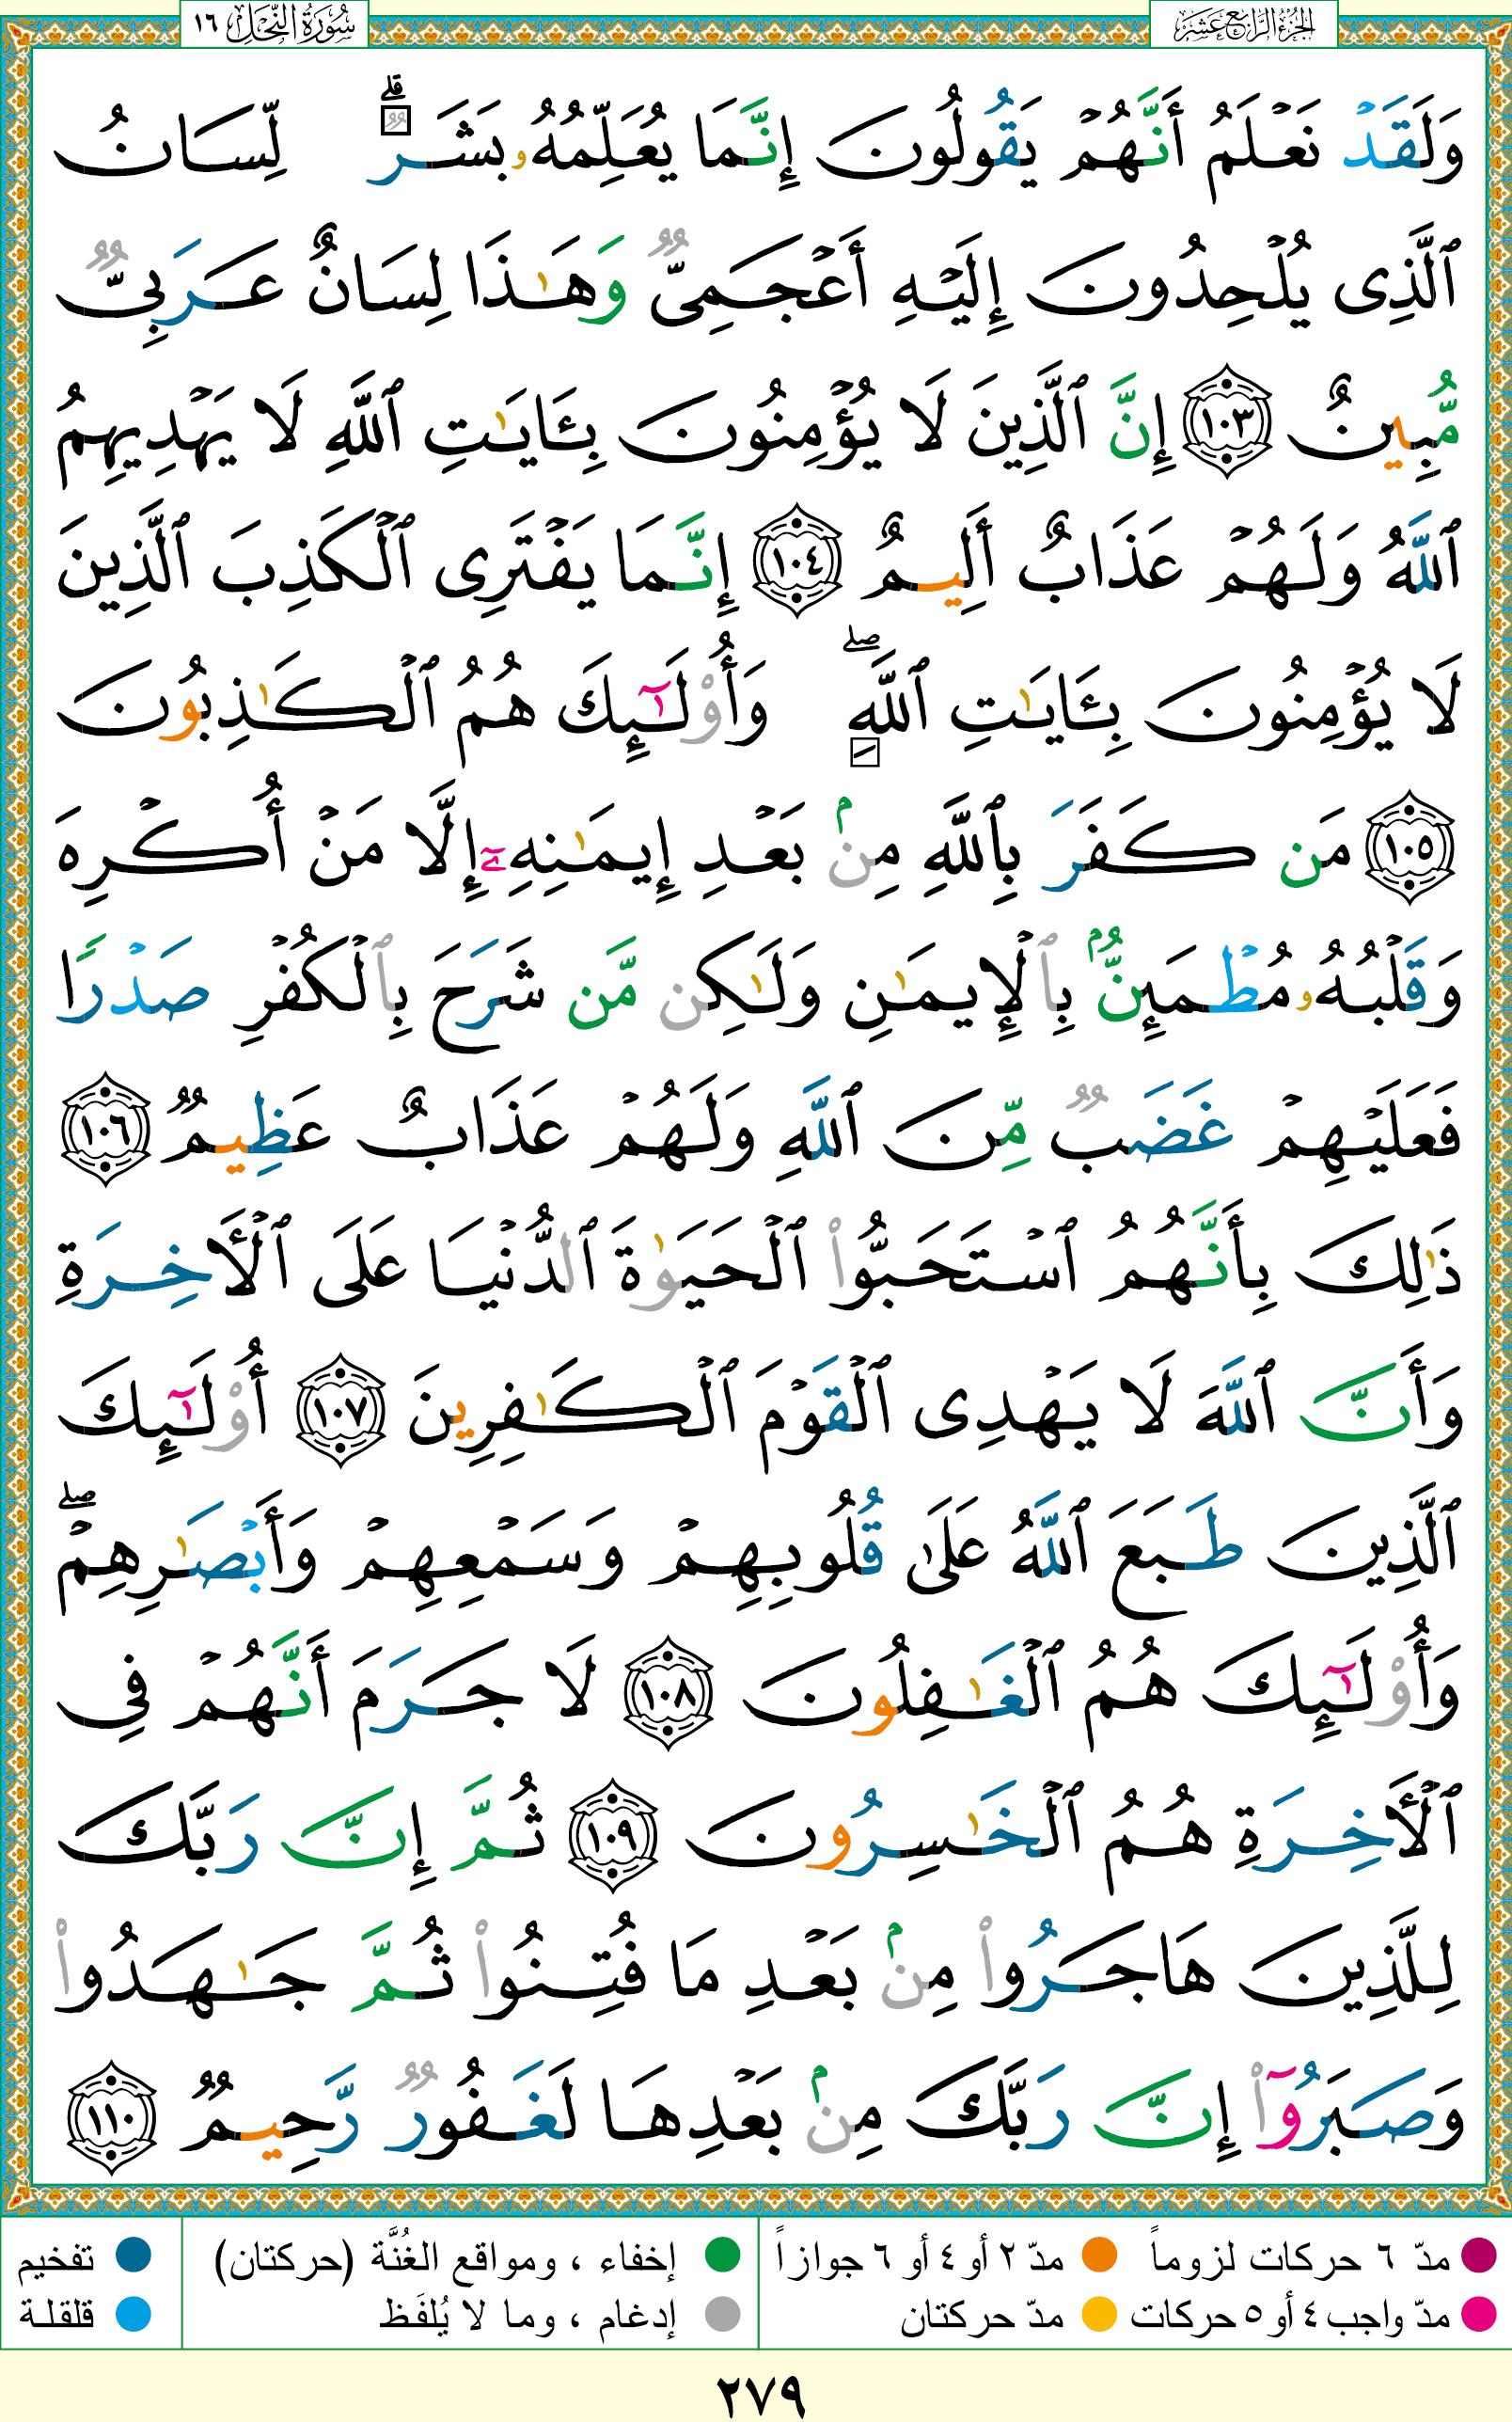 الجزء الرابع عشر
سورة النحل ١٦
وَلَقَدۡ نَعۡلَمُ أَنَّهُمۡ يَقُولُونَ إِنَّمَا يُعَلِّمُهُۥ بَشَرٞۗ لِّسَانُ
ٱلَّذِى يُلۡحِدُونَ إِلَيۡهِ أَعۡجَمِىّٞ وَهَٰذَا لِسَانٌ عَرَبِىّٞ
مُّبِينٌ ١٠٣ إِنَّ ٱلَّذِينَ لَا يُؤۡمِنُونَ بِـَٔايَٰتِ ٱللَّهِ لَا يَهۡدِيهِمُ
ٱللَّهُ وَلَهُمۡ عَذَابٌ أَلِيمٌ ١٠٤ إِنَّمَا يَفۡتَرِى ٱلۡكَذِبَ ٱلَّذِينَ
لَا يُؤۡمِنُونَ بِـَٔايَٰتِ ٱللَّهِۖ وَأُوْلَٰٓئِكَ هُمُ ٱلۡكَٰذِبُونَ
١٠٥ مَن كَفَرَ بِٱللَّهِ مِنۢ بَعۡدِ إِيمَٰنِهِۦٓ إِلَّا مَنۡ أُكۡرِهَ
وَقَلۡبُهُۥ مُطۡمَئِنُّۢ بِٱلۡإِيمَٰنِ وَلَٰكِن مَّن شَرَحَ بِٱلۡكُفۡرِ صَدۡرٗا
فَعَلَيۡهِمۡ غَضَبٞ مِّنَ ٱللَّهِ وَلَهُمۡ عَذَابٌ عَظِيمٞ ١٠٦
ذَٰلِكَ بِأَنَّهُمُ ٱسۡتَحَبُّواْ ٱلۡحَيَوٰةَ ٱلدُّنۡيَا عَلَى ٱلۡأٓخِرَةِ
وَأَنَّ ٱللَّهَ لَا يَهۡدِى ٱلۡقَوۡمَ ٱلۡكَٰفِرِينَ ١٠٧ أُوْلَٰٓئِكَ
ٱلَّذِينَ طَبَعَ ٱللَّهُ عَلَىٰ قُلُوبِهِمۡ وَسَمۡعِهِمۡ وَأَبۡصَٰرِهِمۡۖ
وَأُوْلَٰٓئِكَ هُمُ ٱلۡغَٰفِلُونَ ١٠٨ لَا جَرَمَ أَنَّهُمۡ فِى
ٱلۡأٓخِرَةِ هُمُ ٱلۡخَٰسِرُونَ ١٠٩ ثُمَّ إِنَّ رَبَّكَ
لِلَّذِينَ هَاجَرُواْ مِنۢ بَعۡدِ مَا فُتِنُواْ ثُمَّ جَٰهَدُواْ
وَصَبَرُوٓاْ إِنَّ رَبَّكَ مِنۢ بَعۡدِهَا لَغَفُورٞ رَّحِيمٞ ١١٠
مدّ ٦ حركات لزوماً مدّ ٢ أو ٤ أو ٦ جوازاً إخفاء ، ومواقع الغُنَّة (حركتان) تفخيم
مدّ واجب ٤ أو ٥ حركات مدّ حركتان إدغام ، وما لا يُلفَظ قلقلة
٢٧٩